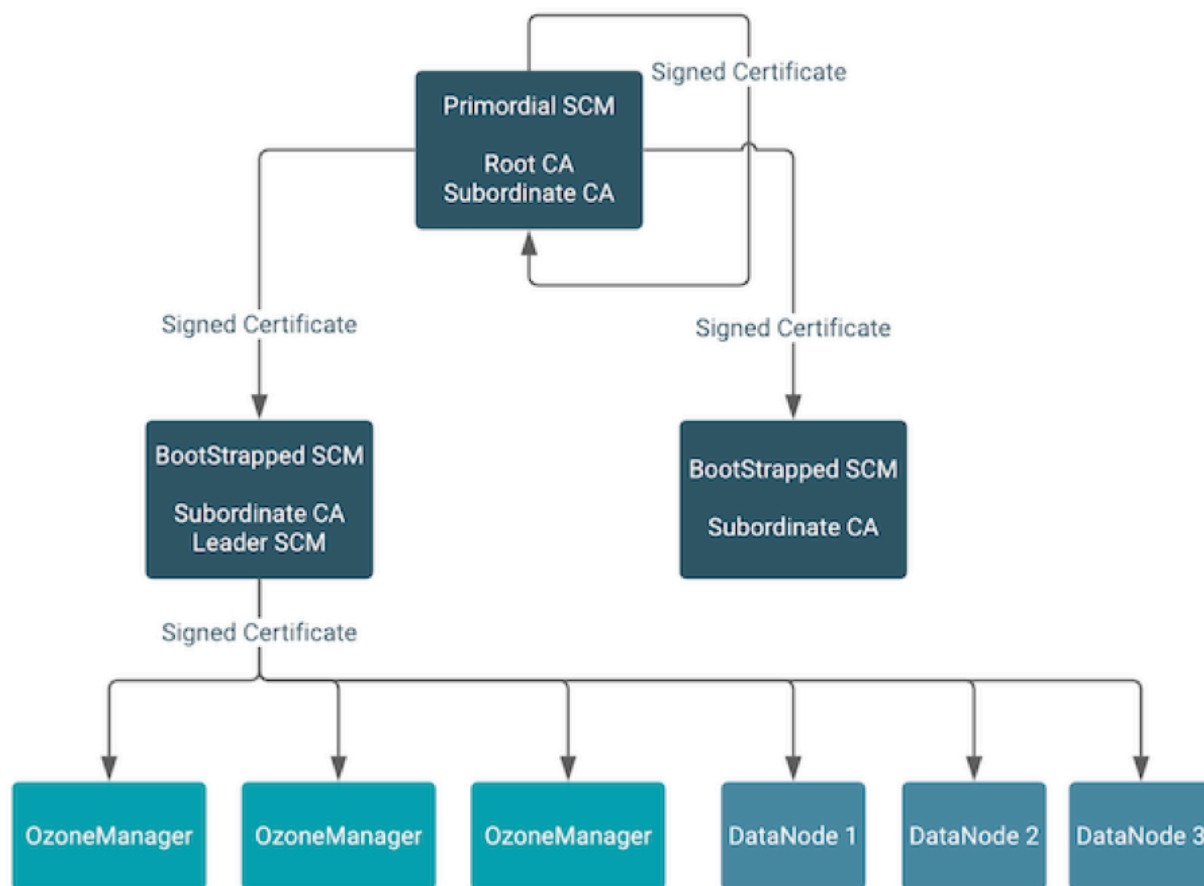 Signed Certificate
Primordial SCM
Root CA
Subordinate CA
Signed Certificate
Signed Certificate
BootStrapped SCM
Subordinate CA
Leader SCM
BootStrapped SCM
Subordinate CA
Signed Certificate
OzoneManager
OzoneManager
OzoneManager
DataNode 1
DataNode 2
DataNode 3